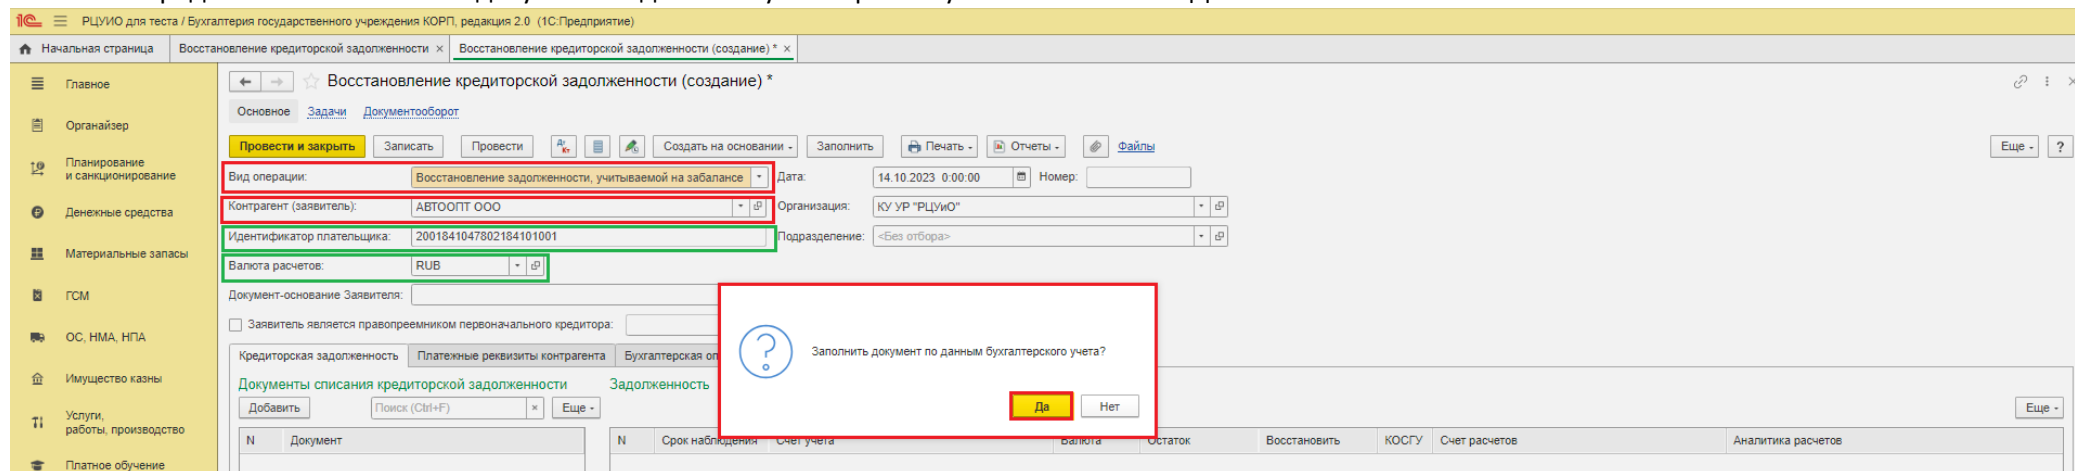 РЦУИО для теста / Бухгалтерия государственного учреждения КОРП, редакция 2.0 (1С:Предприятие)
Начальная страница Восстановление кредиторской задолженности × Восстановление кредиторской задолженности (создание) * ×
Главное
Органайзер
Планирование
и санкционирование
Денежные средства
Материальные запасы
ГСМ
ОС, НМА, НПА
Имущество казны
Услуги,
работы, производство
Платное обучение
Восстановление кредиторской задолженности (создание) *
Основное Задачи Документооборот
Провести и закрыть Записать Провести Дт Кт Создать на основании Заполнить Печать Отчеты Файлы Еще ?
Вид операции: Восстановление задолженности, учитываемой на забалансе Дата: 14.10.2023 0:00:00 Номер:
Контрагент (заявитель): АВТООПТ ООО Организация: КУ УР "РЦУиО"
Идентификатор плательщика: 2001841047802184101001 Подразделение: <Без отбора>
Валюта расчетов: RUB
Документ-основание Заявителя:
Заявитель является правопреемником первоначального кредитора:
Кредиторская задолженность Платежные реквизиты контрагента Бухгалтерская оп
Заполнить документ по данным бухгалтерского учета?
Да Нет
Документы списания кредиторской задолженности Задолженность
Добавить Поиск (Ctrl+F) × Еще Еще
N Документ N Срок наблюдения Счет учета Валюта Остаток Восстановить КОСГУ Счет расчетов Аналитика расчетов